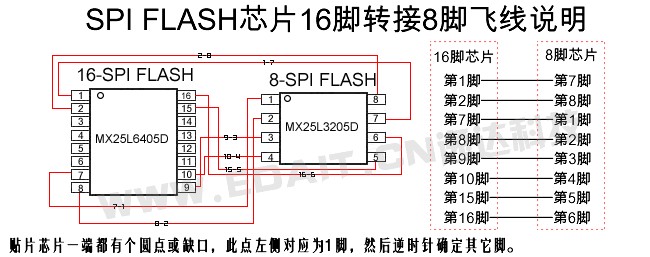 SPI FLASH芯片16脚转接8脚飞线说明
2-8
1-7
16脚芯片 8脚芯片
16-SPI FLASH 8-SPI FLASH
第1脚 第7脚
第2脚 第8脚
第7脚 第1脚
第8脚 第2脚
第9脚 第3脚
第10脚 第4脚
第15脚 第5脚
第16脚 第6脚
1 16 1 8
2 15 2 7
3 14 3 6
4 13 4 5
5 12
6 11
7 10
8 9
MX25L6405D MX25L3205D
9-3
10-4
15-5 16-6
7-1
8-2
WWW.EDAIT.CN
贴片芯片一端都有个圆点或缺口，此点左侧对应为1脚，然后逆时针确定其它脚。